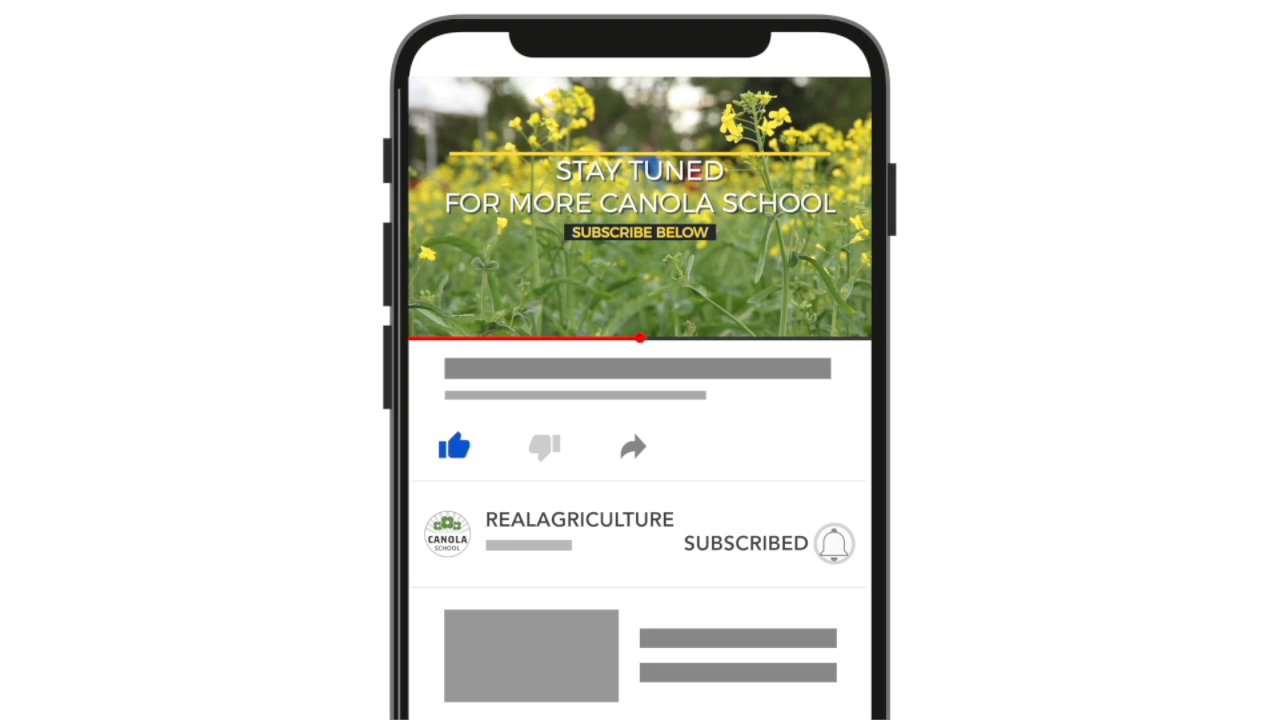 STAY TUNED
FOR MORE CANOLA SCHOOL
SUBSCRIBE BELOW
REALAGRICULTURE
CANOLA
SCHOOL
SUBSCRIBED